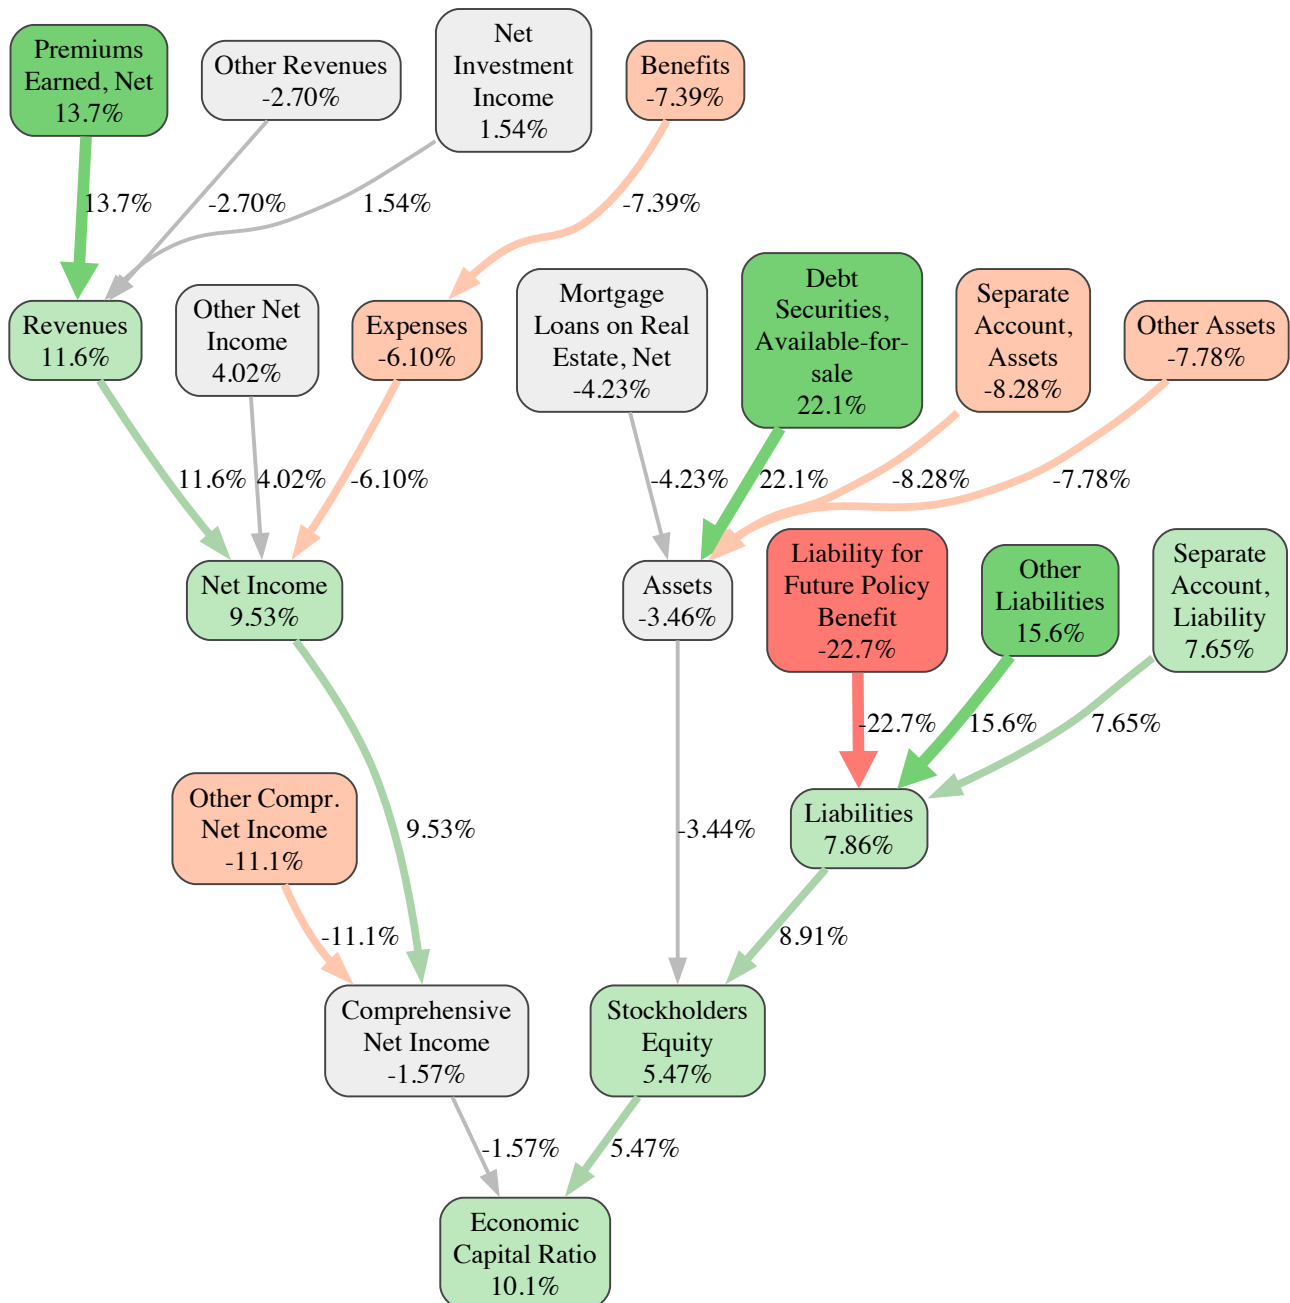 Premiums
Earned, Net
13.7%
Other Revenues
-2.70%
Net
Investment
Income
1.54%
Benefits
-7.39%
13.7%
-2.70%
1.54%
-7.39%
Revenues
11.6%
Other Net
Income
4.02%
Expenses
-6.10%
Mortgage
Loans on Real
Estate, Net
-4.23%
Debt
Securities,
Available-for-
sale
22.1%
Separate
Account,
Assets
-8.28%
Other Assets
-7.78%
11.6%
4.02%
-6.10%
-4.23%
22.1%
-8.28%
-7.78%
Net Income
9.53%
Assets
-3.46%
Liability for
Future Policy
Benefit
-22.7%
Other
Liabilities
15.6%
Separate
Account,
Liability
7.65%
-22.7%
15.6%
7.65%
Other Compr.
Net Income
-11.1%
9.53%
-3.44%
Liabilities
7.86%
-11.1%
8.91%
Comprehensive
Net Income
-1.57%
Stockholders
Equity
5.47%
-1.57%
5.47%
Economic
Capital Ratio
10.1%